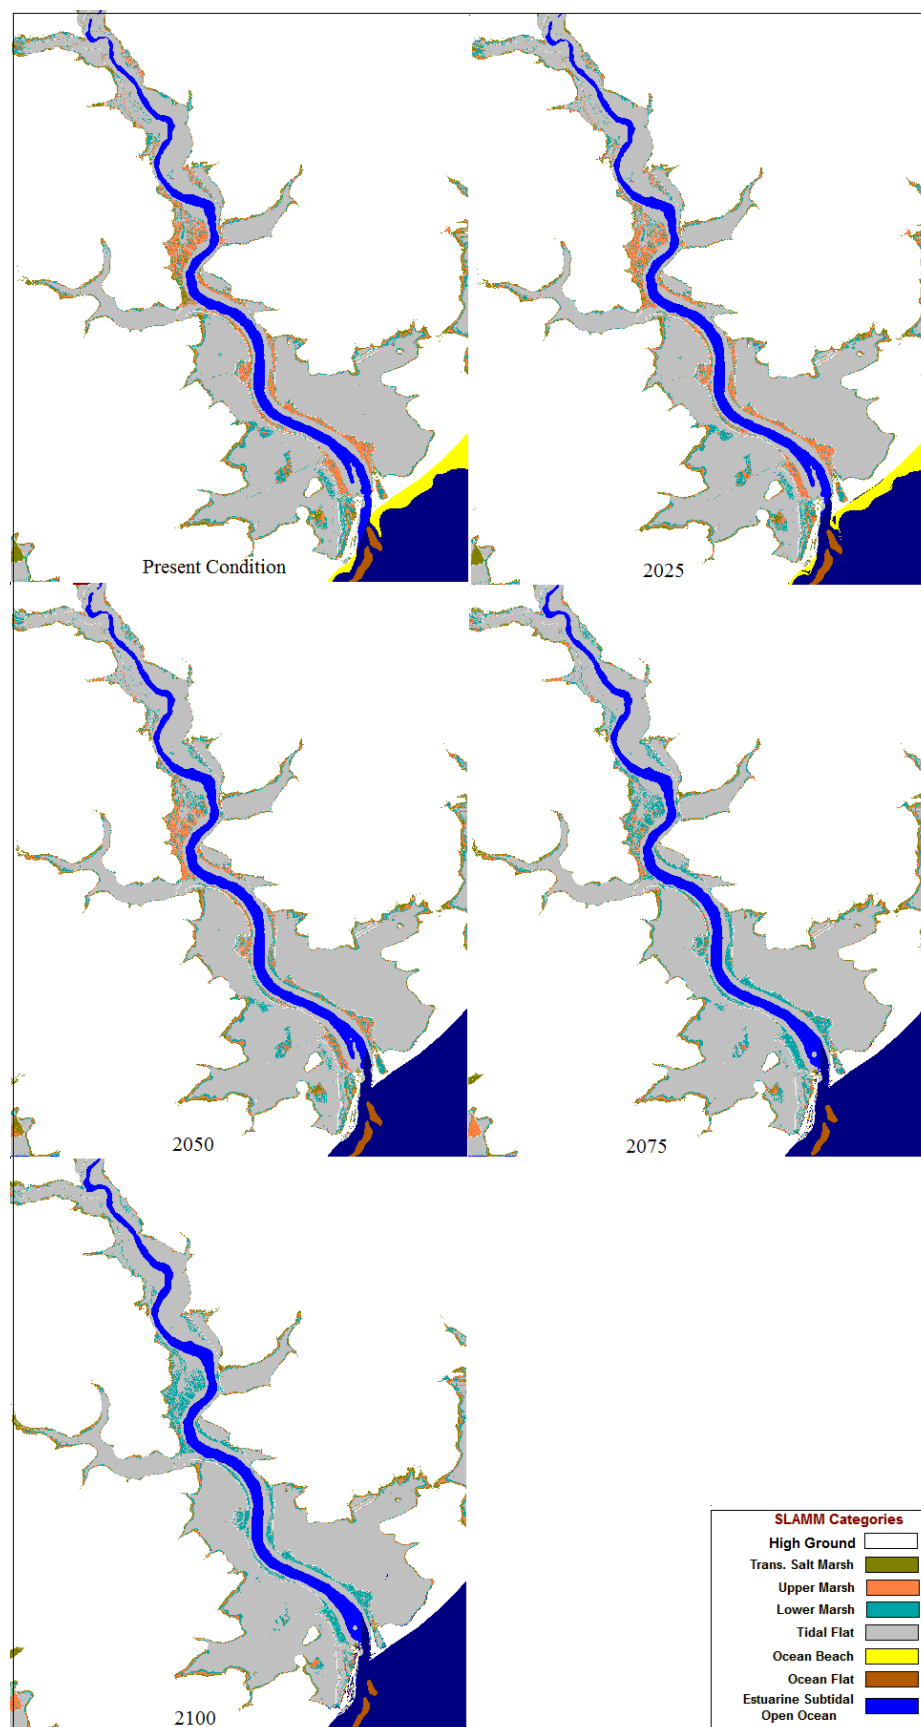 Present Condition
2025
2050
2075
2100
SLAMM Categories
High Ground
Trans. Salt Marsh
Upper Marsh
Lower Marsh
Tidal Flat
Ocean Beach
Ocean Flat
Estuarine Subtidal
Open Ocean